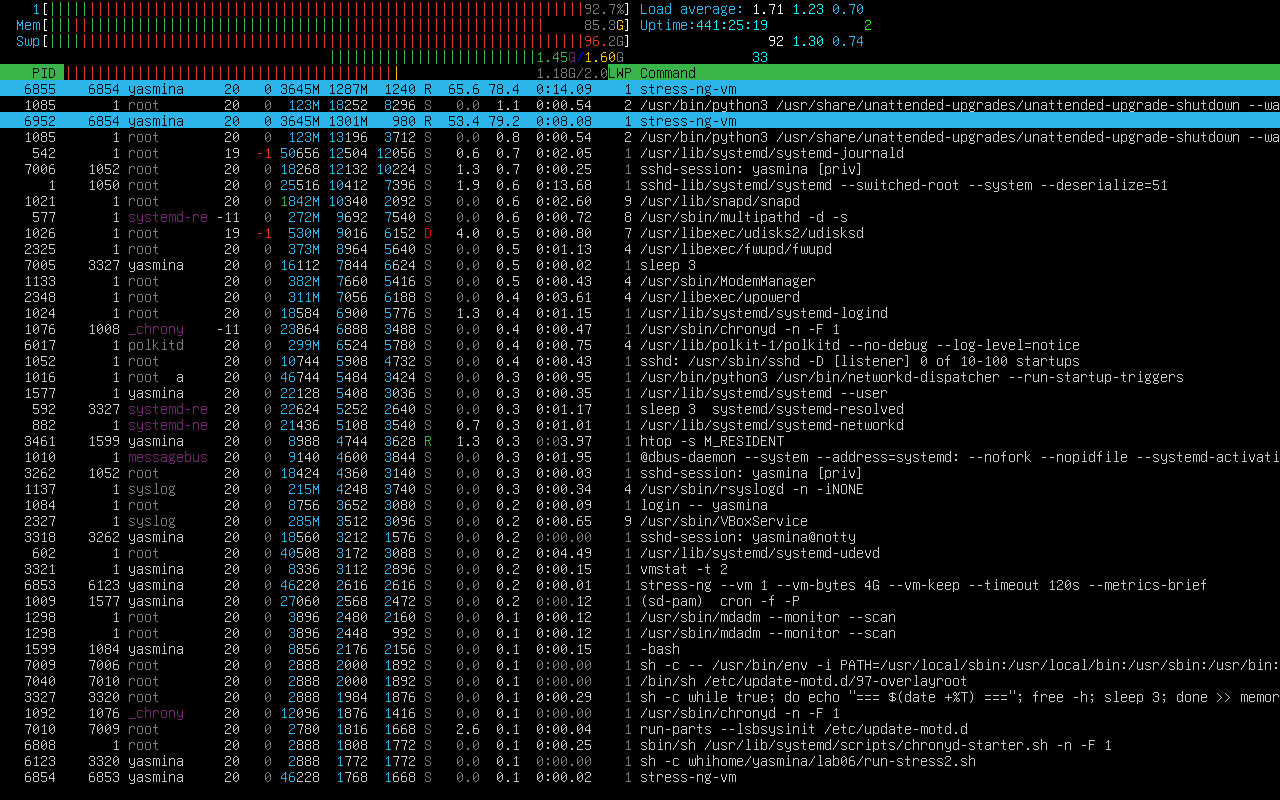 1[|||||||||||||||||||||||||||||||||||||||||||||||||||||||||||||||||||92.7%] Load average: 1.71 1.23 0.70
Mem[||||||||||||||||||||||||||||||||||||||||||||||||||||||||||||||85.3G] Uptime:441:25:19 2
Swp[|||||||||||||||||||||||||||||||||||||||||||||||||||||||||||||||||||96.2G] 92 1.30 0.74
||||||||||||||||||||||||||1.45G/1.60G 33
PID ||||||||||||||||||||||||||||||||||||||||||| 1.18G/2.0 LWP Command
6855 6854 yasmina 20 0 3645M 1287M 1240 R 65.6 78.4 0:14.09 1 stress-ng-vm
1085 1 root 20 0 123M 18252 8296 S 0.0 1.1 0:00.54 2 /usr/bin/python3 /usr/share/unattended-upgrades/unattended-upgrade-shutdown --wa
6952 6854 yasmina 20 0 3645M 1301M 980 R 53.4 79.2 0:08.08 1 stress-ng-vm
1085 1 root 20 0 123M 13196 3712 S 0.0 0.8 0:00.54 2 /usr/bin/python3 /usr/share/unattended-upgrades/unattended-upgrade-shutdown --wa
542 1 root 19 -1 50656 12504 12056 S 0.6 0.7 0:02.05 1 /usr/lib/systemd/systemd-journald
7006 1052 root 20 0 18268 12132 10224 S 1.3 0.7 0:00.25 1 sshd-session: yasmina [priv]
1 1050 root 20 0 25516 10412 7396 S 1.9 0.6 0:13.68 1 sshd-lib/systemd/systemd --switched-root --system --deserialize=51
1021 1 root 20 0 1842M 10340 2092 S 0.0 0.6 0:02.60 9 /usr/lib/snapd/snapd
577 1 systemd-re -11 0 272M 9692 7540 S 0.0 0.6 0:00.72 8 /usr/sbin/multipathd -d -s
1026 1 root 19 -1 530M 9016 6152 D 4.0 0.5 0:00.80 7 /usr/libexec/udisks2/udisksd
2325 1 root 20 0 373M 8964 5640 S 0.0 0.5 0:01.13 4 /usr/libexec/fwupd/fwupd
7005 3327 yasmina 20 0 16112 7844 6624 S 0.0 0.5 0:00.02 1 sleep 3
1133 1 root 20 0 382M 7660 5416 S 0.0 0.5 0:00.43 4 /usr/sbin/ModemManager
2348 1 root 20 0 311M 7056 6188 S 0.0 0.4 0:03.61 4 /usr/libexec/upowerd
1024 1 root 20 0 18584 6900 5776 S 1.3 0.4 0:01.15 1 /usr/lib/systemd/systemd-logind
1076 1008 _chrony -11 0 23864 6888 3488 S 0.0 0.4 0:00.47 1 /usr/sbin/chronyd -n -F 1
6017 1 polkitd 20 0 299M 6524 5780 S 0.0 0.4 0:00.75 4 /usr/lib/polkit-1/polkitd --no-debug --log-level=notice
1052 1 root 20 0 10744 5908 4732 S 0.0 0.4 0:00.43 1 sshd: /usr/sbin/sshd -D [listener] 0 of 10-100 startups
1016 1 root a 20 0 46744 5484 3424 S 0.0 0.3 0:00.95 1 /usr/bin/python3 /usr/bin/networkd-dispatcher --run-startup-triggers
1577 1 yasmina 20 0 22128 5408 3036 S 0.0 0.3 0:00.35 1 /usr/lib/systemd/systemd --user
592 3327 systemd-re 20 0 22624 5252 2640 S 0.0 0.3 0:01.17 1 sleep 3 systemd/systemd-resolved
882 1 systemd-ne 20 0 21436 5108 3540 S 0.7 0.3 0:01.01 1 /usr/lib/systemd/systemd-networkd
3461 1599 yasmina 20 0 8988 4744 3628 R 1.3 0.3 0:03.97 1 htop -s M_RESIDENT
1010 1 messagebus 20 0 9140 4600 3844 S 0.0 0.3 0:01.95 1 @dbus-daemon --system --address=systemd: --nofork --nopidfile --systemd-activati
3262 1052 root 20 0 18424 4360 3140 S 0.0 0.3 0:00.03 1 sshd-session: yasmina [priv]
1137 1 syslog 20 0 215M 4248 3740 S 0.0 0.3 0:00.34 4 /usr/sbin/rsyslogd -n -iNONE
1084 1 root 20 0 8756 3652 3080 S 0.0 0.2 0:00.09 1 login -- yasmina
2327 1 syslog 20 0 285M 3512 3096 S 0.0 0.2 0:00.65 9 /usr/sbin/VBoxService
3318 3262 yasmina 20 0 18560 3212 1576 S 0.0 0.2 0:00.00 1 sshd-session: yasmina@notty
602 1 root 20 0 40508 3172 3088 S 0.0 0.2 0:04.49 1 /usr/lib/systemd/systemd-udevd
3321 1 yasmina 20 0 8336 3112 2896 S 0.0 0.2 0:00.15 1 vmstat -t 2
6853 6123 yasmina 20 0 46220 2616 2616 S 0.0 0.2 0:00.01 1 stress-ng --vm 1 --vm-bytes 4G --vm-keep --timeout 120s --metrics-brief
1009 1577 yasmina 20 0 27060 2568 2472 S 0.0 0.2 0:00.12 1 (sd-pam) cron -f -P
1298 1 root 20 0 3896 2480 2160 S 0.0 0.1 0:00.12 1 /usr/sbin/mdadm --monitor --scan
1298 1 root 20 0 3896 2448 992 S 0.0 0.1 0:00.12 1 /usr/sbin/mdadm --monitor --scan
1599 1084 yasmina 20 0 8856 2176 2156 S 0.0 0.1 0:00.15 1 -bash
7009 7006 root 20 0 2888 2000 1892 S 0.0 0.1 0:00.00 1 sh -c -- /usr/bin/env -i PATH=/usr/local/sbin:/usr/local/bin:/usr/sbin:/usr/bin:
7040 7010 root 20 0 2888 2000 1892 S 0.0 0.1 0:00.00 1 /bin/sh /etc/update-motd.d/97-overlayroot
3327 3320 root 20 0 2888 1984 1876 S 0.0 0.1 0:00.29 1 sh -c while true; do echo "=== $(date +%T) ==="; free -h; sleep 3; done >> memor
1092 1076 _chrony 20 0 12096 1876 1416 S 0.0 0.1 0:00.00 1 /usr/sbin/chronyd -n -F 1
7010 7009 root 20 0 2780 1816 1668 S 2.6 0.1 0:00.04 1 run-parts --lsbsysinit /etc/update-motd.d
6808 1 root 20 0 2888 1808 1772 S 0.0 0.1 0:00.25 1 sbin/sh /usr/lib/systemd/scripts/chronyd-starter.sh -n -F 1
6123 3320 yasmina 20 0 2888 1772 1772 S 0.0 0.1 0:00.00 1 sh -c whihome/yasmina/lab06/run-stress2.sh
6854 6853 yasmina 20 0 46228 1768 1668 S 0.0 0.1 0:00.02 1 stress-ng-vm